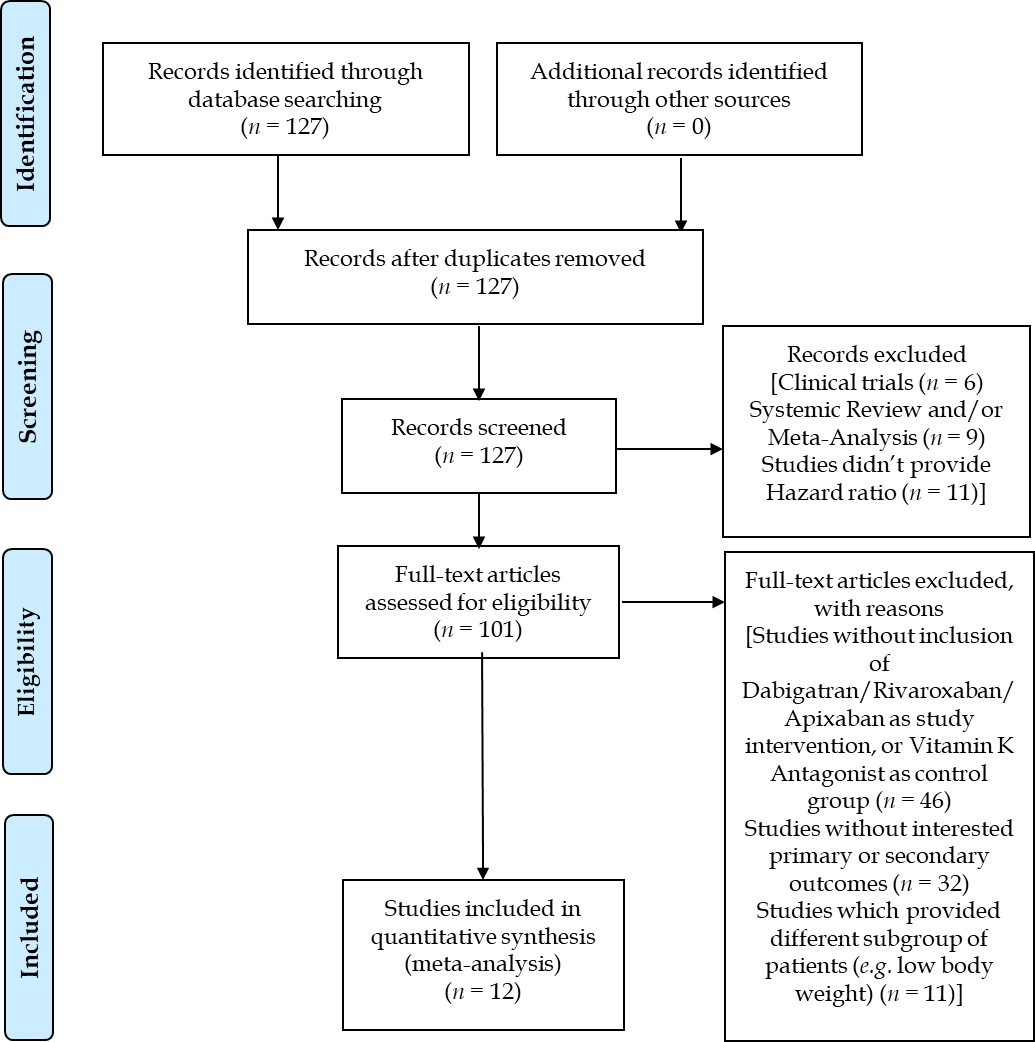 Identification
Records identified through
database searching
(n = 127)
Additional records identified
through other sources
(n = 0)
Records after duplicates removed
(n = 127)
Screening
Records screened
(n = 127)
Records excluded
[Clinical trials (n = 6)
Systemic Review and/or
Meta-Analysis (n = 9)
Studies didn't provide
Hazard ratio (n = 11)]
Eligibility
Full-text articles
assessed for eligibility
(n = 101)
Full-text articles excluded,
with reasons
[Studies without inclusion
of
Dabigatran/Rivaroxaban/
Apixaban as study
intervention, or Vitamin K
Antagonist as control
group (n = 46)
Studies without interested
primary or secondary
outcomes (n = 32)
Studies which provided
different subgroup of
patients (e.g. low body
weight) (n = 11)]
Included
Studies included in
quantitative synthesis
(meta-analysis)
(n = 12)